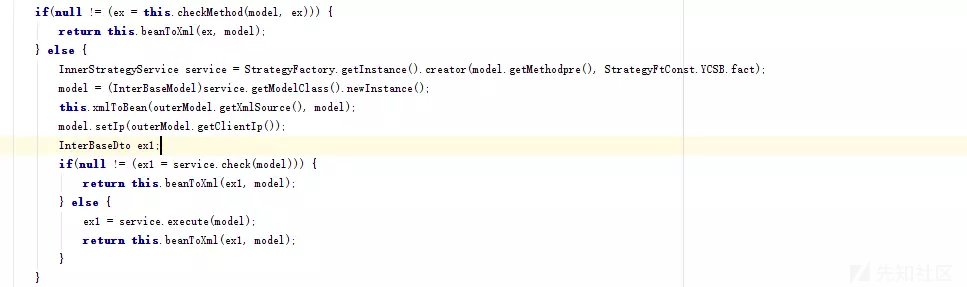 if(null != (ex = this.checkMethod(model, ex))) {
return this.beanToXml(ex, model);
} else {
InnerStrategyService service = StrategyFactory.getInstance().creator(model.getMethodpre(), StrategyFtConst.YCSB.fact);
model = (InterBaseModel)service.getModelClass().newInstance();
this.xmlToBean(outerModel.getXmlSource(), model);
model.setIp(outerModel.getClientIp());
InterBaseDto ex1;
if(null != (ex1 = service.check(model))) {
return this.beanToXml(ex1, model);
} else {
ex1 = service.execute(model);
return this.beanToXml(ex1, model);
}
}
先知社区